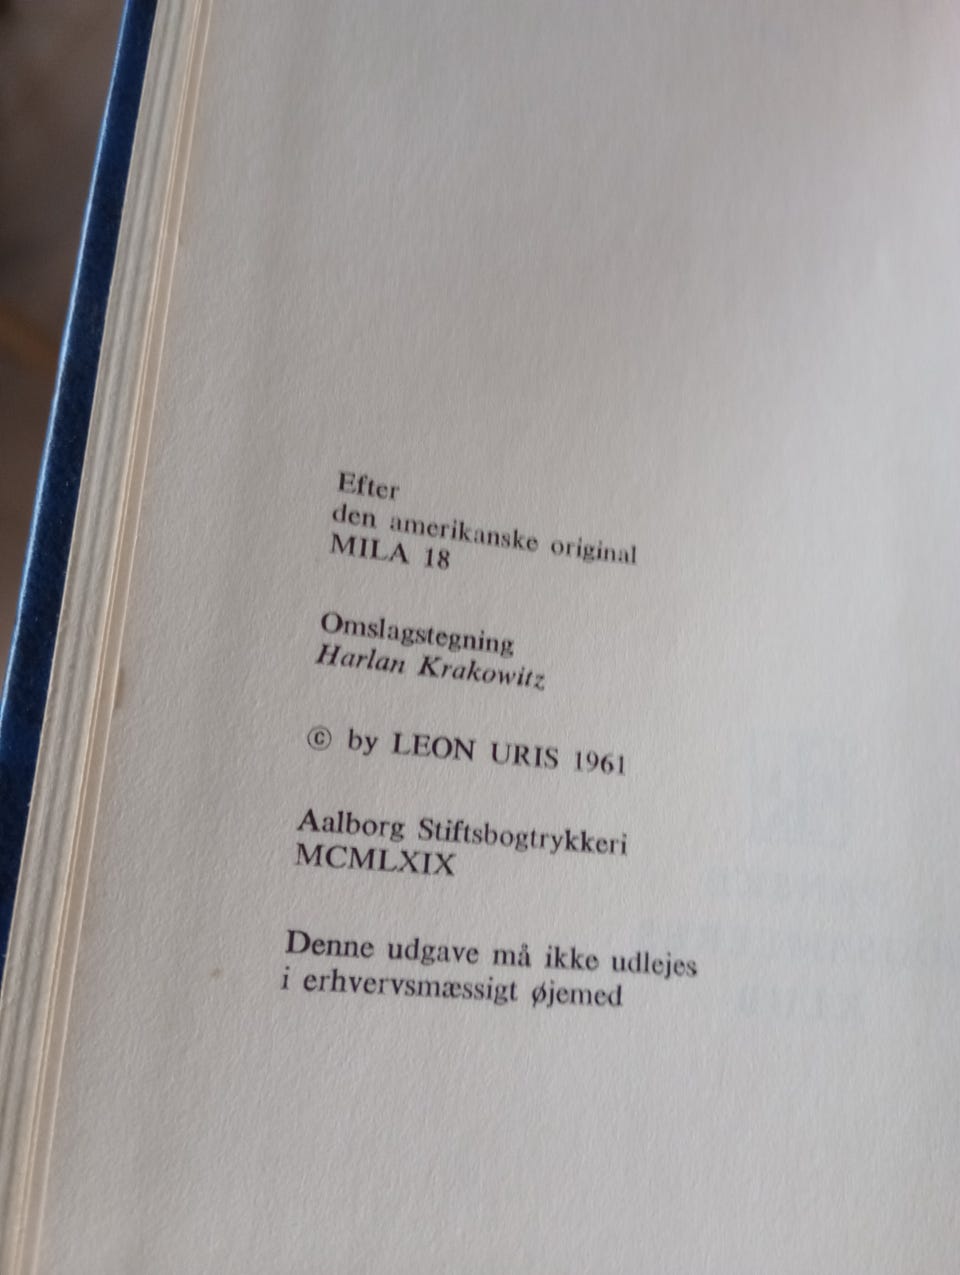 Efter
den amerikanske original
MILA 18
Omslagstegning
Harlan Krakowitz
© by LEON URIS 1961
Aalborg Stiftsbogtrykkeri
MCMLXIX
Denne udgave må ikke udlejes
i erhvervsmæssigt øjemed